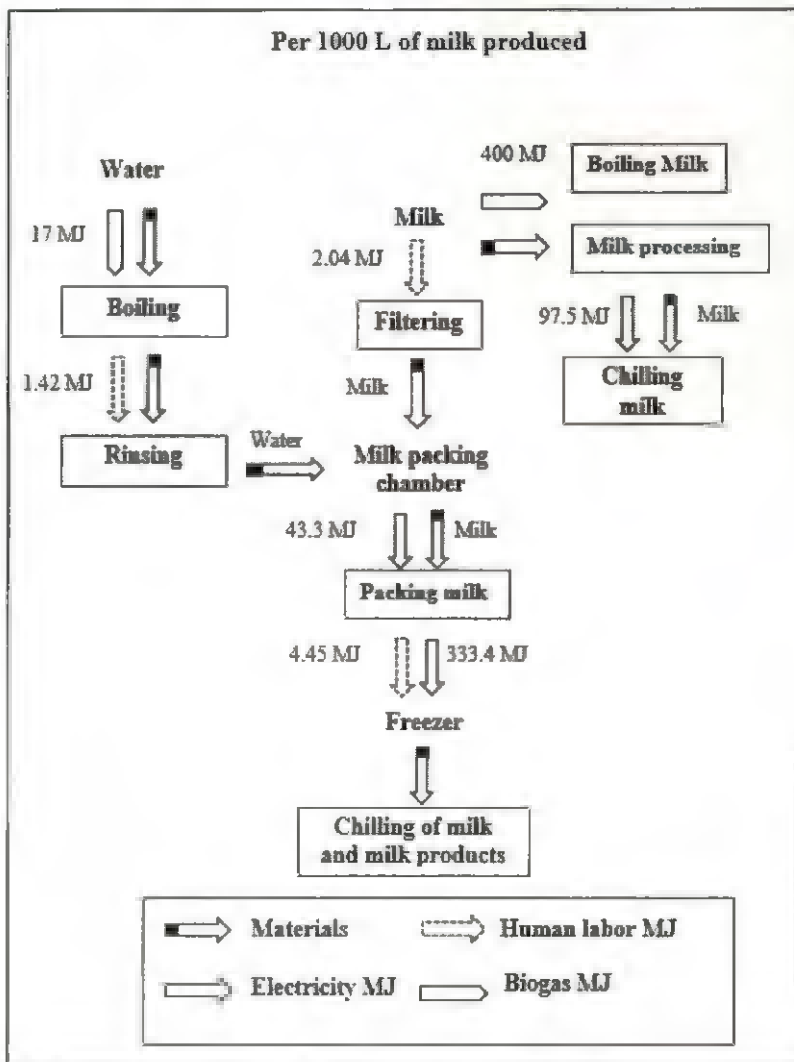 Per 1000 L of milk produced
400 MJ
Boiling Milk
Water
Milk
17 MJ
Milk processing
2.04 MJ
Boiling
Filtering
97.5 MJ
Milk
1.42 MJ
Milk
Chilling
milk
Rinsing
Water
Milk packing
chamber
43.3 MJ
Milk
Packing milk
4.45 MJ
333.4 MJ
Freezer
Chilling of milk
and milk products
Materials
Human labor MJ
Electricity MJ
Biogas MJ